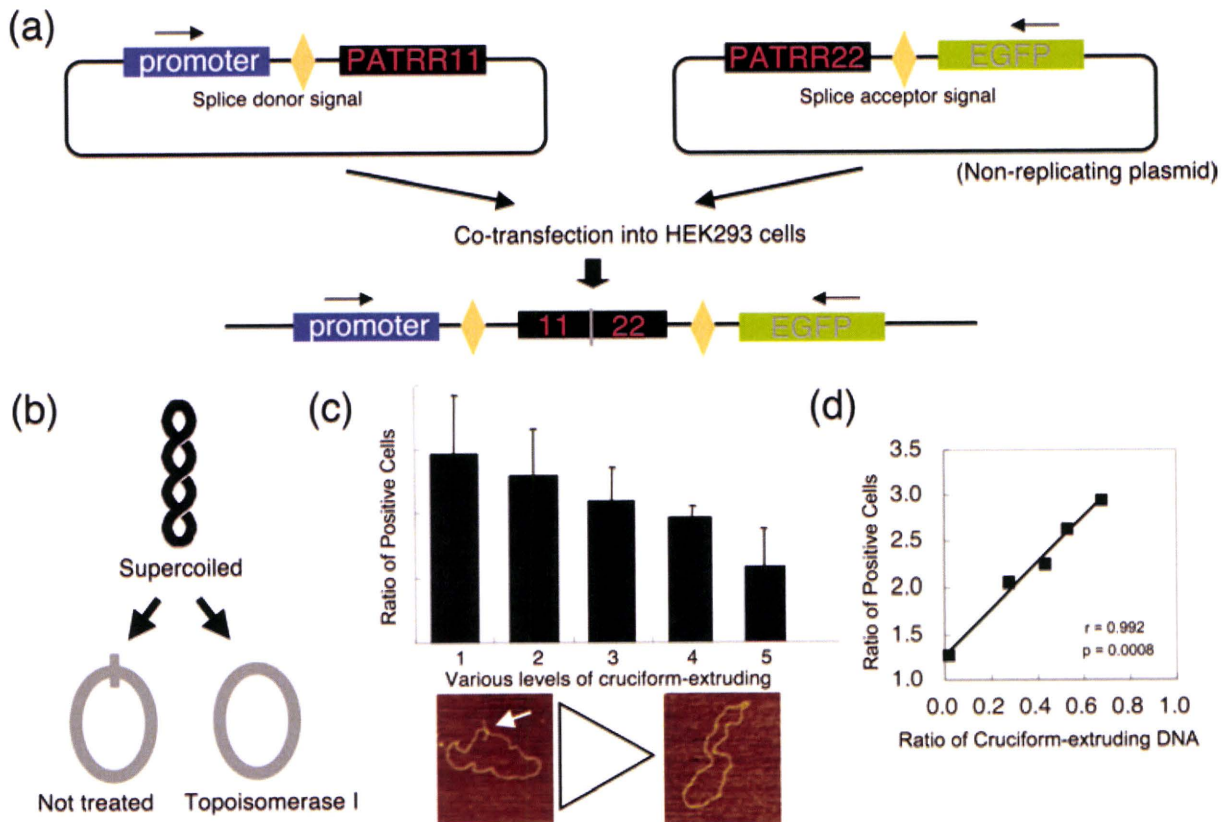 (a)
promoter
PATRR11
Splice donor signal
PATRR22
EGFP
Splice acceptor signal
(Non-replicating plasmid)
Co-transfection into HEK293 cells
promoter
11
22
EGFP
(b)
Supercoiled
Not treated
Topoisomerase I
(c)
Ratio of Positive Cells
1 2 3 4 5
Various levels of cruciform-extruding
(d)
Ratio of Positive Cells
3.5
3.0
2.5
2.0
1.5
1.0
r = 0.992
p = 0.0008
0.0 0.2 0.4 0.6 0.8 1.0
Ratio of Cruciform-extruding DNA